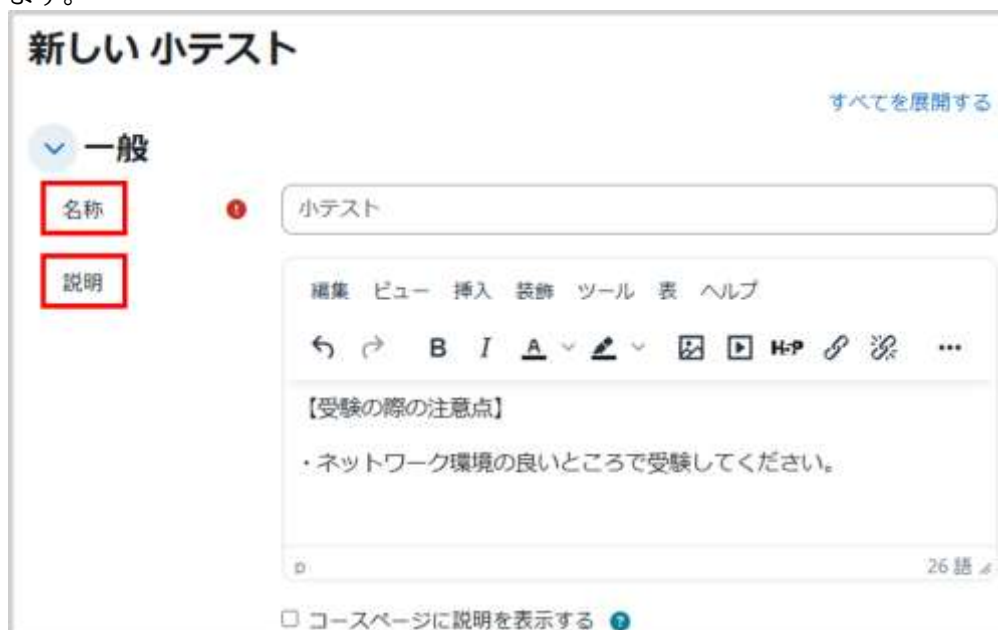 ます。
新しい 小テスト
すべてを展開する
一般
名称
小テスト
説明
編集 ビュー 挿入 装飾 ツール 表 ヘルプ
B I A H-P ...
【受験の際の注意点】
・ネットワーク環境の良いところで受験してください。
p 26 語
コースページに説明を表示する